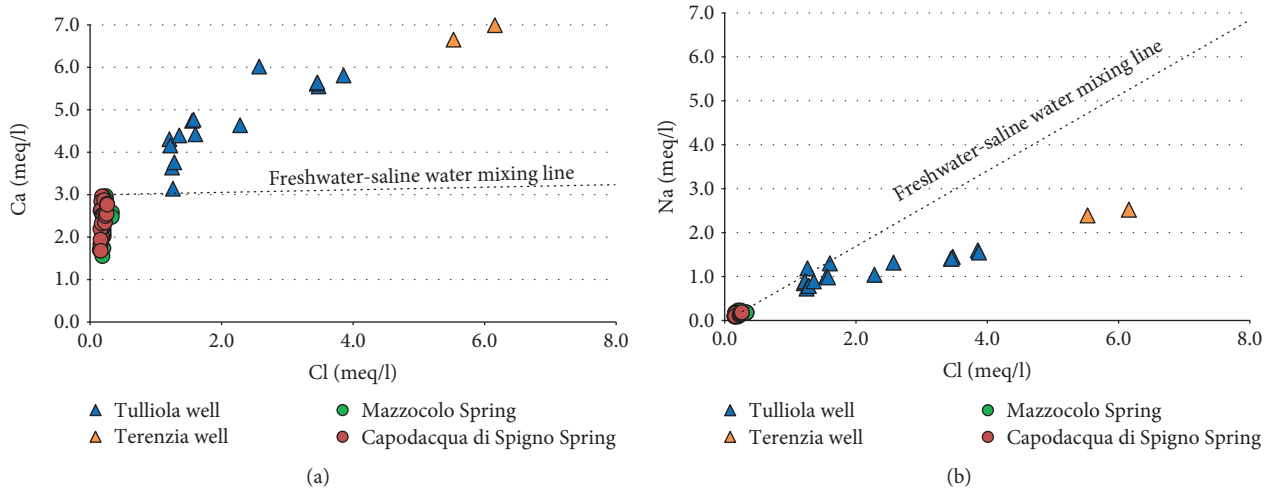 7.0
6.0
5.0
4.0
3.0
2.0
1.0
0.0
Ca (meq/l)
Freshwater-saline water mixing line
0.0 2.0 4.0 6.0 8.0
Cl (meq/l)
Tulliola well
Mazzocolo Spring
Terenzia well
Capodacqua di Spigno Spring
(a)
7.0
6.0
5.0
4.0
3.0
2.0
1.0
0.0
Na (meq/l)
Freshwater-saline water mixing line
0.0 2.0 4.0 6.0 8.0
Cl (meq/l)
Tulliola well
Mazzocolo Spring
Terenzia well
Capodacqua di Spigno Spring
(b)